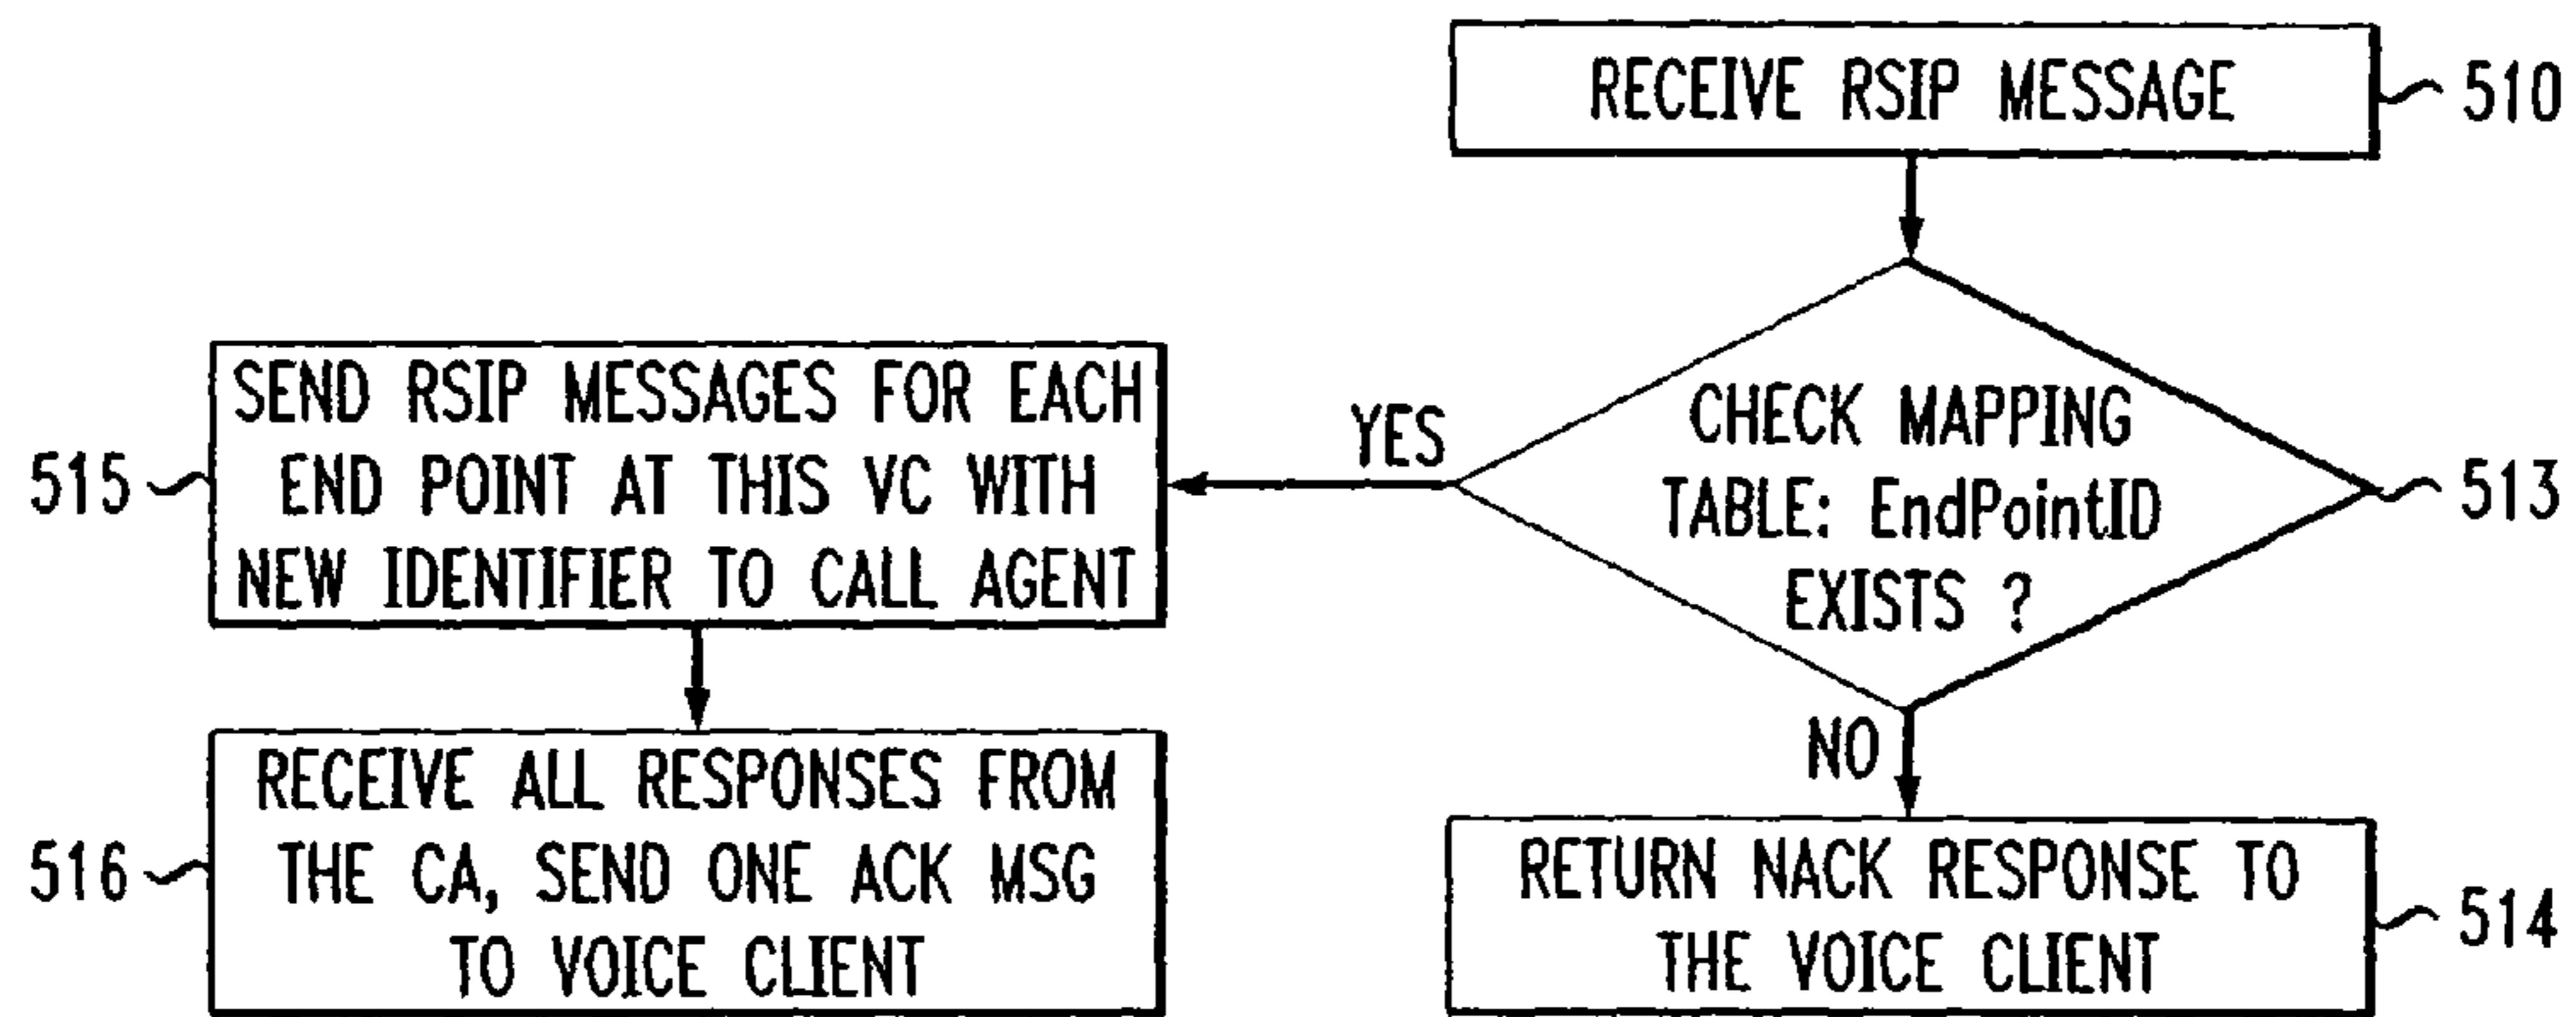 RECEIVE RSIP MESSAGE
510
CHECK MAPPING
TABLE: EndPointID
EXISTS ?
513
YES
NO
SEND RSIP MESSAGES FOR EACH
END POINT AT THIS VC WITH
NEW IDENTIFIER TO CALL AGENT
515
RECEIVE ALL RESPONSES FROM
THE CA, SEND ONE ACK MSG
TO VOICE CLIENT
516
RETURN NACK RESPONSE TO
THE VOICE CLIENT
514